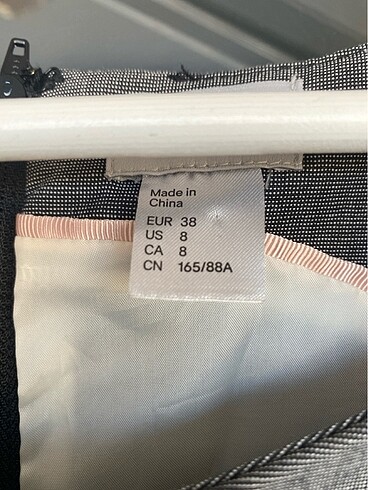 Made in
China
EUR 38
US 8
CA 8
CN 165/88A